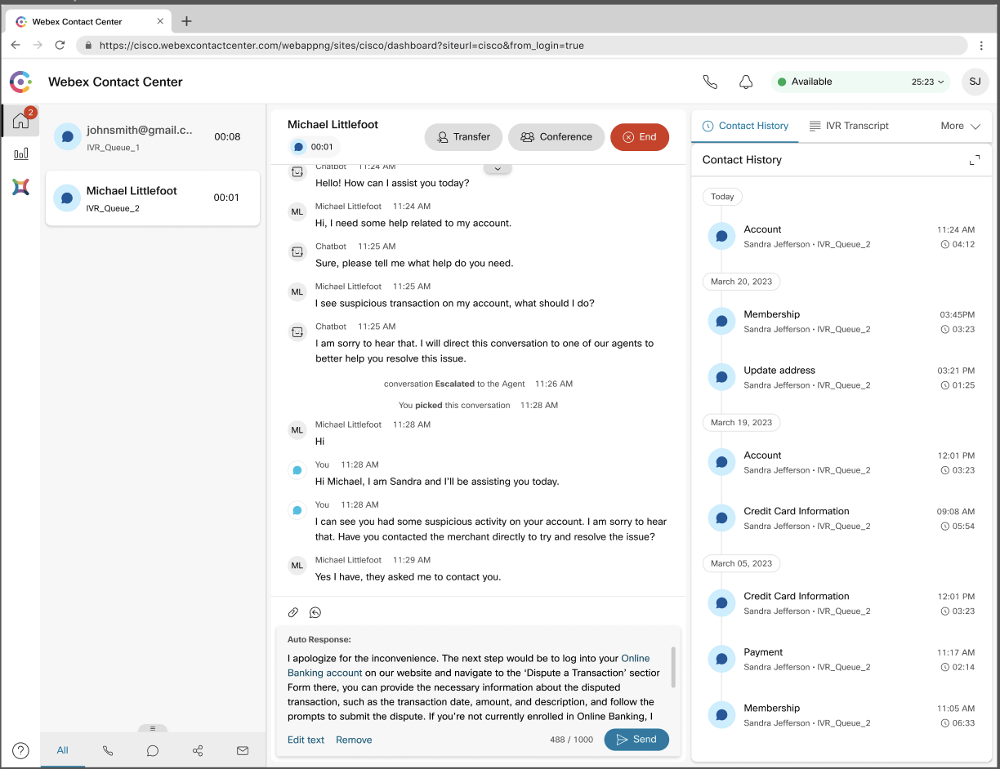 Webex Contact Center
https://cisco.webexcontactcenter.com/webappng/sites/cisco/dashboard?siteurl=cisco&from_login=true
Webex Contact Center
Available 25:23
SJ
2
johnsmith@gmail.c.. 00:08
IVR_Queue_1
Michael Littlefoot 00:01
IVR_Queue_2
All
Michael Littlefoot
00:01
Transfer
Conference
End
Chatbot 11:24 AM
Hello! How can I assist you today?
ML
Michael Littlefoot 11:24 AM
Hi, I need some help related to my account.
Chatbot 11:25 AM
Sure, please tell me what help do you need.
ML
Michael Littlefoot 11:25 AM
I see suspicious transaction on my account, what should I do?
Chatbot 11:25 AM
I am sorry to hear that. I will direct this conversation to one of our agents to
better help you resolve this issue.
conversation Escalated to the Agent 11:26 AM
You picked this conversation 11:28 AM
ML
Michael Littlefoot 11:28 AM
Hi
You 11:28 AM
Hi Michael, I am Sandra and I’ll be assisting you today.
You 11:28 AM
I can see you had some suspicious activity on your account. I am sorry to hear
that. Have you contacted the merchant directly to try and resolve the issue?
ML
Michael Littlefoot 11:29 AM
Yes I have, they asked me to contact you.
Auto Response:
I apologize for the inconvenience. The next step would be to log into your Online
Banking account on our website and navigate to the ‘Dispute a Transaction’ section
Form there, you can provide the necessary information about the disputed
transaction, such as the transaction date, amount, and description, and follow the
prompts to submit the dispute. If you’re not currently enrolled in Online Banking, I
Edit text Remove 488 / 1000 Send
Contact History
IVR Transcript
More
Contact History
Today
Account 11:24 AM
Sandra Jefferson • IVR_Queue_2 04:12
March 20, 2023
Membership 03:45PM
Sandra Jefferson • IVR_Queue_2 03:23
Update address 03:21 PM
Sandra Jefferson • IVR_Queue_2 01:25
March 19, 2023
Account 12:01 PM
Sandra Jefferson • IVR_Queue_2 03:23
Credit Card Information 09:08 AM
Sandra Jefferson • IVR_Queue_2 05:54
March 05, 2023
Credit Card Information 12:01 PM
Sandra Jefferson • IVR_Queue_2 03:23
Payment 11:17 AM
Sandra Jefferson • IVR_Queue_2 02:14
Membership 11:05 AM
Sandra Jefferson • IVR_Queue_2 06:33